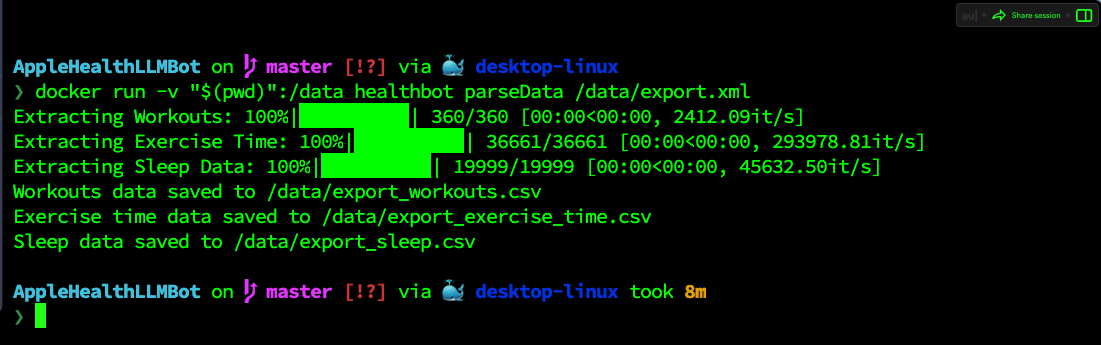 su| Share session
AppleHealthLLMBot on master [!?] via 🐳 desktop-linux
❯ docker run -v "$(pwd)":/data healthbot parseData /data/export.xml
Extracting Workouts: 100%|██████████| 360/360 [00:00<00:00, 2412.09it/s]
Extracting Exercise Time: 100%|██████████| 36661/36661 [00:00<00:00, 293978.81it/s]
Extracting Sleep Data: 100%|██████████| 19999/19999 [00:00<00:00, 45632.50it/s]
Workouts data saved to /data/export_workouts.csv
Exercise time data saved to /data/export_exercise_time.csv
Sleep data saved to /data/export_sleep.csv
AppleHealthLLMBot on master [!?] via 🐳 desktop-linux took 8m
❯